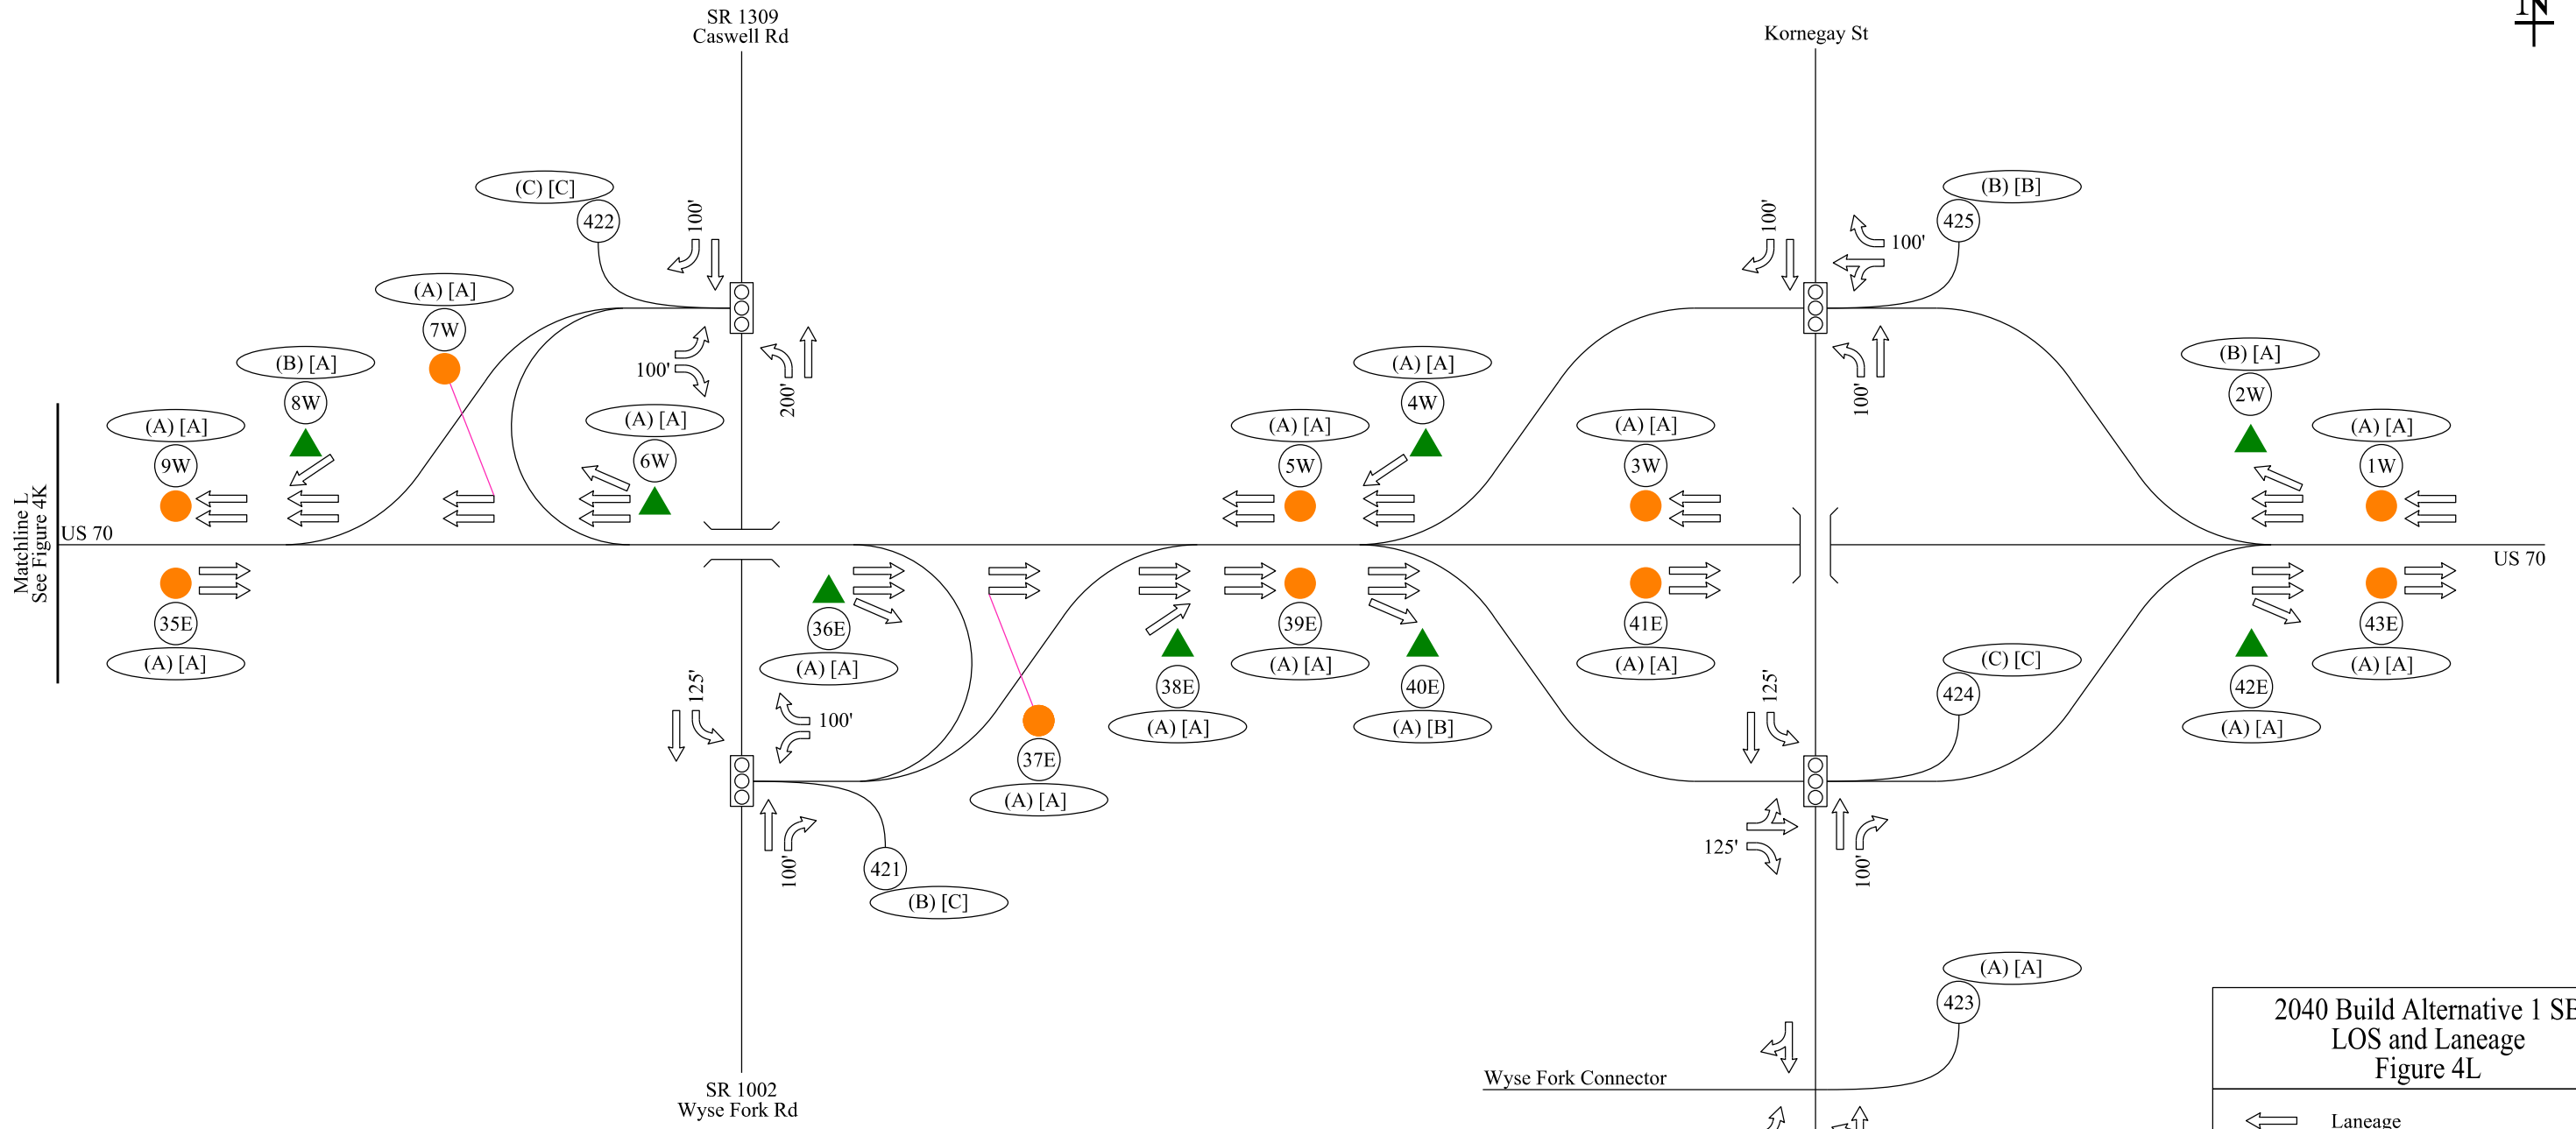 SR 1309
Caswell Rd
Kornegay St
N
(C) [C]
422
100'
100'
(B) [B]
425
100'
(A) [A]
7W
(B) [A]
8W
100'
200'
(A) [A]
4W
100'
(B) [A]
2W
(A) [A]
9W
(A) [A]
6W
(A) [A]
5W
(A) [A]
3W
(A) [A]
1W
Matchline L
See Figure 4K
US 70
US 70
35E
(A) [A]
36E
(A) [A]
125'
100'
37E
(A) [A]
38E
(A) [A]
39E
(A) [A]
40E
(A) [B]
41E
(A) [A]
125'
(C) [C]
424
42E
(A) [A]
43E
(A) [A]
100'
421
(B) [C]
125'
100'
(A) [A]
423
Wyse Fork Connector
SR 1002
Wyse Fork Rd
2040 Build Alternative 1 SB
LOS and Laneage
Figure 4L
Laneage